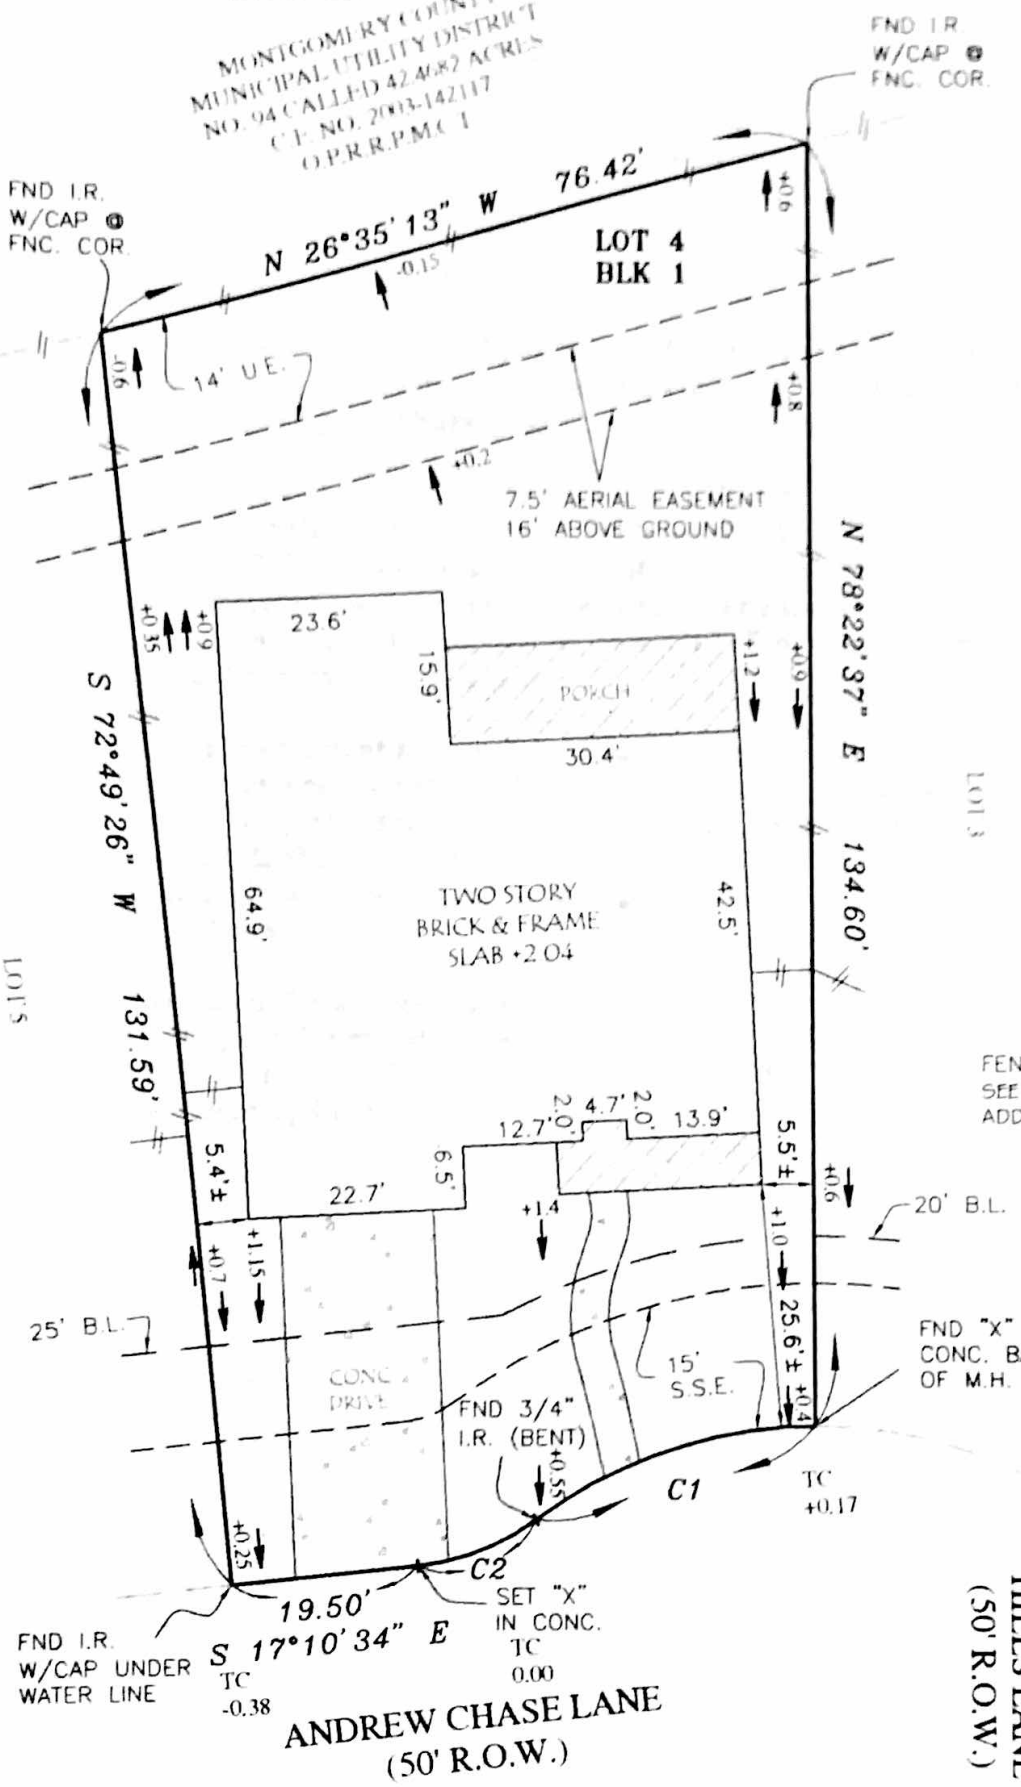 MONTGOMERY COUNTY
MUNICIPAL UTILITY DISTRICT
NO. 94 CALLED 42.4682 ACRES
C.F. NO. 2003-142117
O.P.R.R.P.M.C.T
FND I.R.
W/CAP @
FNC. COR.
FND I.R.
W/CAP @
FNC. COR.
N 26°35'13" W 76.42'
LOT 4
BLK 1
-0.15
+0.6
-0.6
14' U.E.
+0.8
+0.2
7.5' AERIAL EASEMENT
16' ABOVE GROUND
N 78°22'37" E 134.60'
S 72°49'26" W 131.59'
+0.35
+0.9
23.6'
15.9'
PORCH
30.4'
+1.2
+0.9
LOT 3
LOT 5
64.9'
TWO STORY
BRICK & FRAME
SLAB +2.04
42.5'
FEN
SEE
ADD
12.7'
2.0'
4.7'
2.0'
13.9'
6.5'
22.7'
5.4'±
5.5'±
+0.6
20' B.L.
+1.4
+1.0
+0.7
+1.15
25' B.L.
25.6'±
+0.4
15'
S.S.E.
CONC
DRIVE
FND 3/4"
I.R. (BENT)
+0.55
FND "X"
CONC. B
OF M.H.
C1
TC
+0.17
+0.25
C2
19.50'
S 17°10'34" E
SET "X"
IN CONC.
TC
0.00
FND I.R.
W/CAP UNDER
WATER LINE
TC
-0.38
ANDREW CHASE LANE
(50' R.O.W.)
HILLS LANE
(50' R.O.W.)